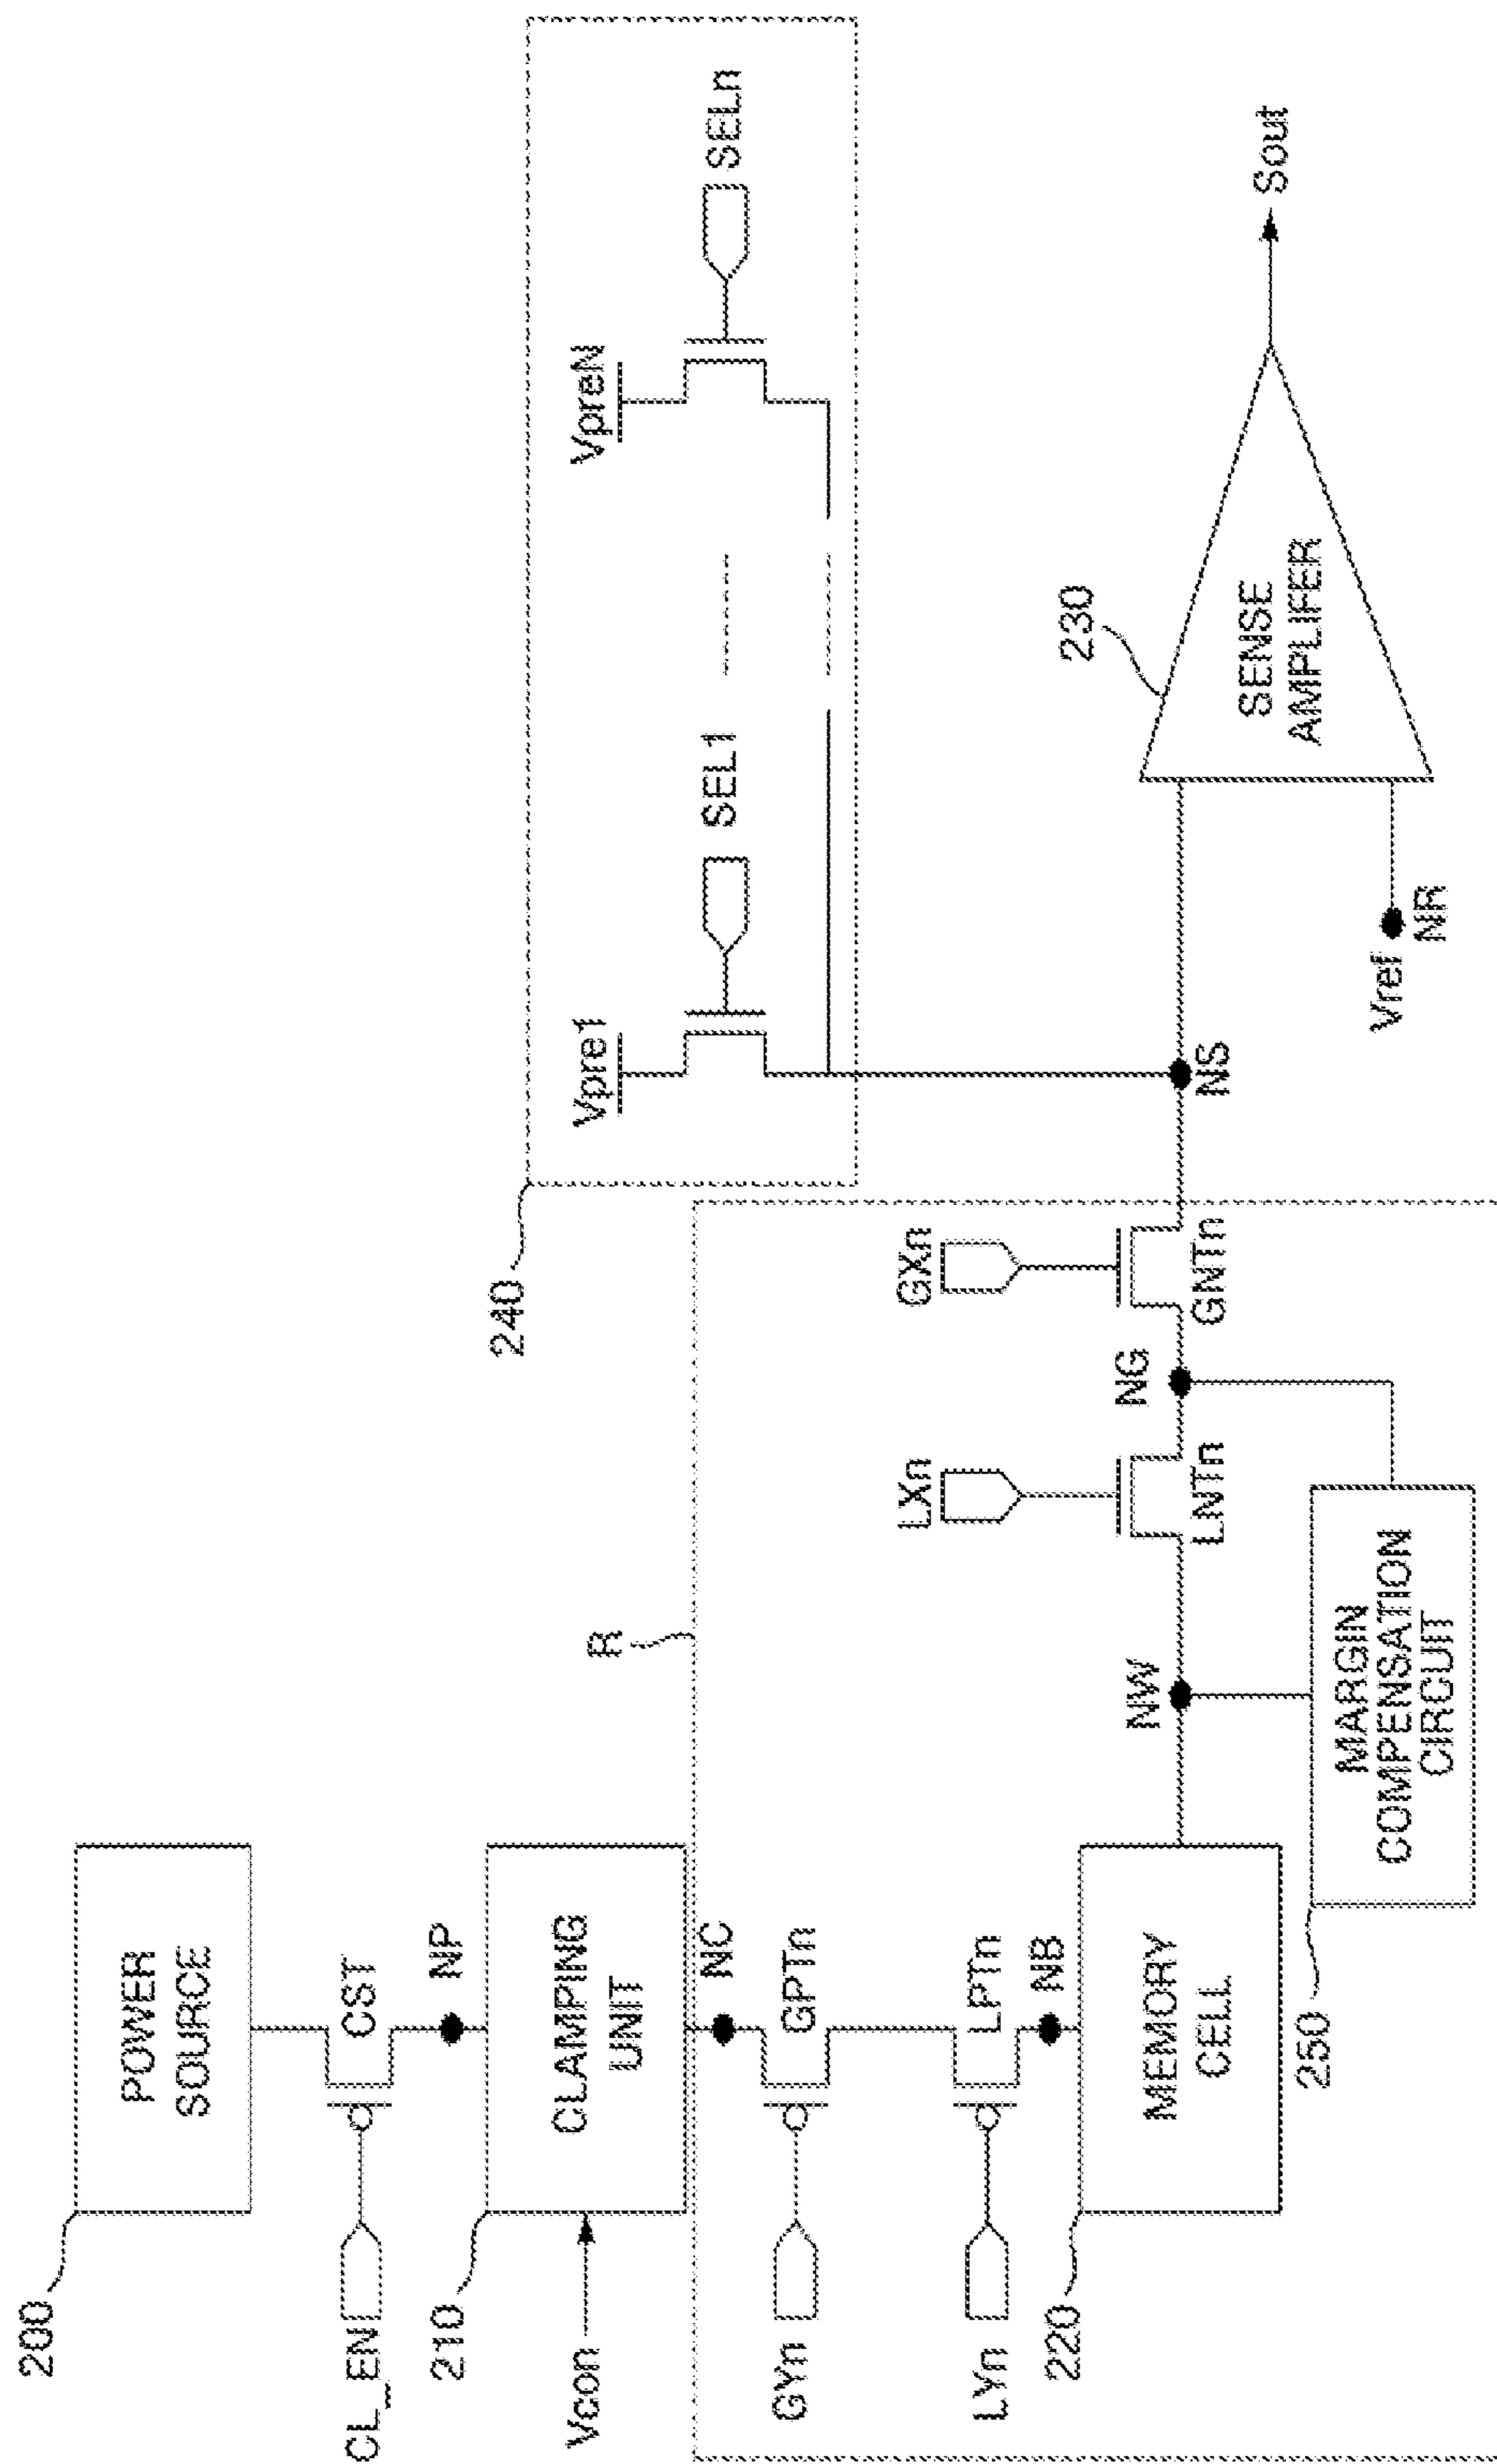 200
POWER
SOURCE
CL_EN
CST
NP
210
CLAMPING
UNIT
Vcon
NC
R
GYn
GPTn
LYn
LPTn
NB
220
MEMORY
CELL
NW
LXn
LNTn
NG
GXn
GNTn
250
MARGIN
COMPENSATION
CIRCUIT
240
Vpre1
SEL1
VpreN
SELn
NS
Vref
NR
230
SENSE
AMPLIFER
Sout